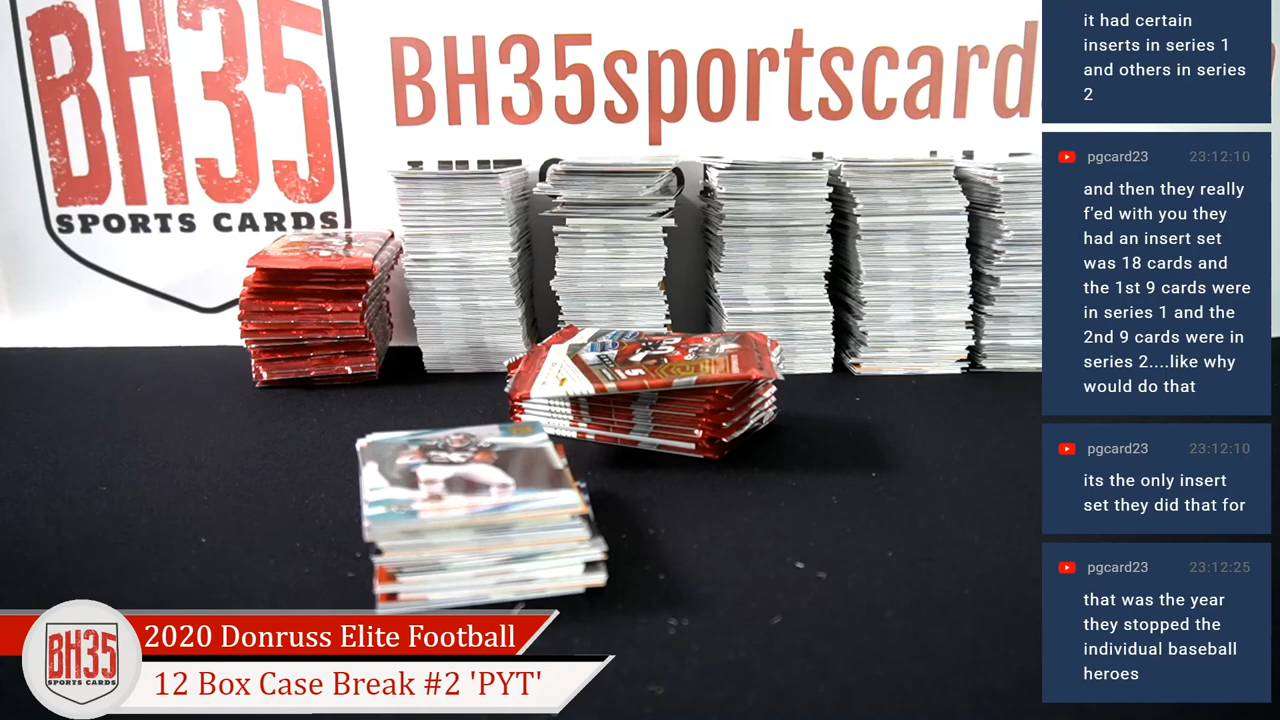 BH35
SPORTS CARDS
BH35sportscard
it had certain
inserts in series 1
and others in series
2
pgcard23 23:12:10
and then they really
f'ed with you they
had an insert set
was 18 cards and
the 1st 9 cards were
in series 1 and the
2nd 9 cards were in
series 2....like why
would do that
pgcard23 23:12:10
its the only insert
set they did that for
pgcard23 23:12:25
that was the year
they stopped the
individual baseball
heroes
BH35
SPORTS CARDS
2020 Donruss Elite Football
12 Box Case Break #2 'PYT'